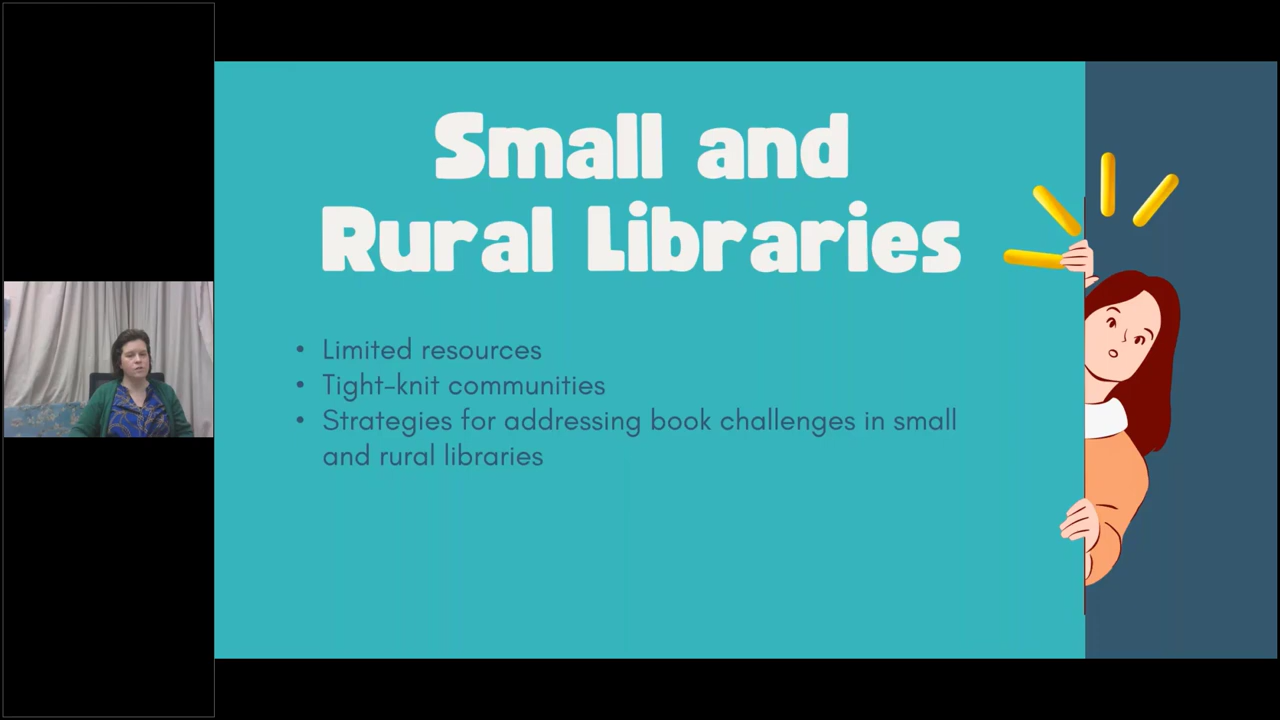 Small and
Rural Libraries
• Limited resources
• Tight-knit communities
• Strategies for addressing book challenges in small
and rural libraries